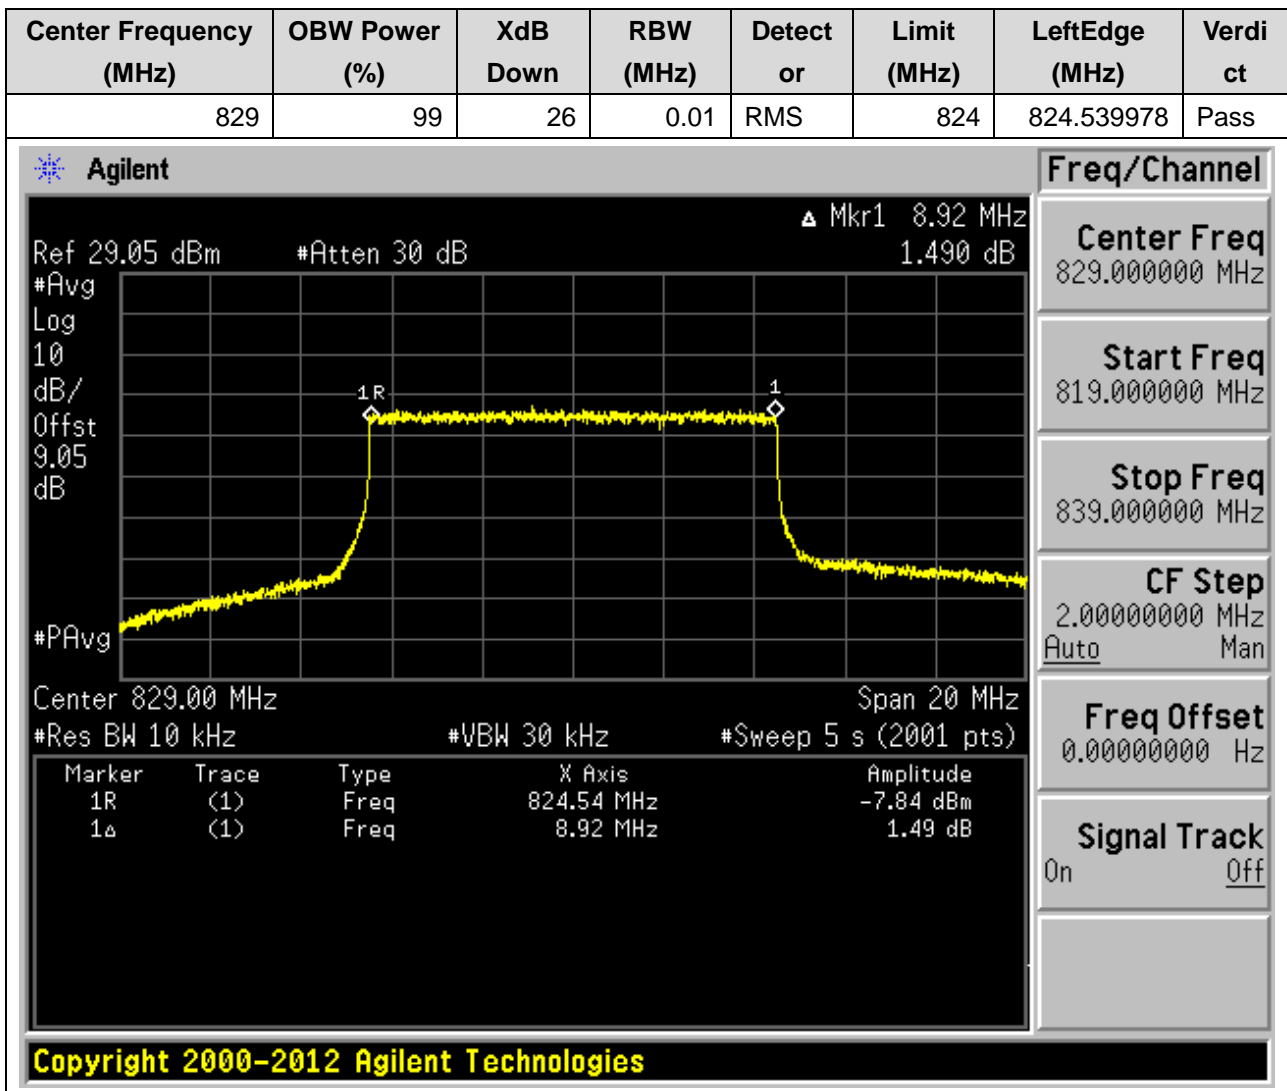 Center Frequency OBW Power XdB RBW Detect Limit LeftEdge Verdi
(MHz) (%) Down (MHz) or (MHz) (MHz) ct
829 99 26 0.01 RMS 824 824.539978 Pass
Agilent Freq/Channel
Δ Mkr1 8.92 MHz
Ref 29.05 dBm #Atten 30 dB 1.490 dB
#Avg
Log
10
dB/
Offst
9.05
dB
1R 1
#PAvg
Center 829.00 MHz Span 20 MHz
#Res BW 10 kHz #VBW 30 kHz #Sweep 5 s (2001 pts)
Marker Trace Type X Axis Amplitude
1R (1) Freq 824.54 MHz -7.84 dBm
1Δ (1) Freq 8.92 MHz 1.49 dB
Center Freq
829.000000 MHz
Start Freq
819.000000 MHz
Stop Freq
839.000000 MHz
CF Step
2.00000000 MHz
Auto Man
Freq Offset
0.00000000 Hz
Signal Track
On Off
Copyright 2000-2012 Agilent Technologies